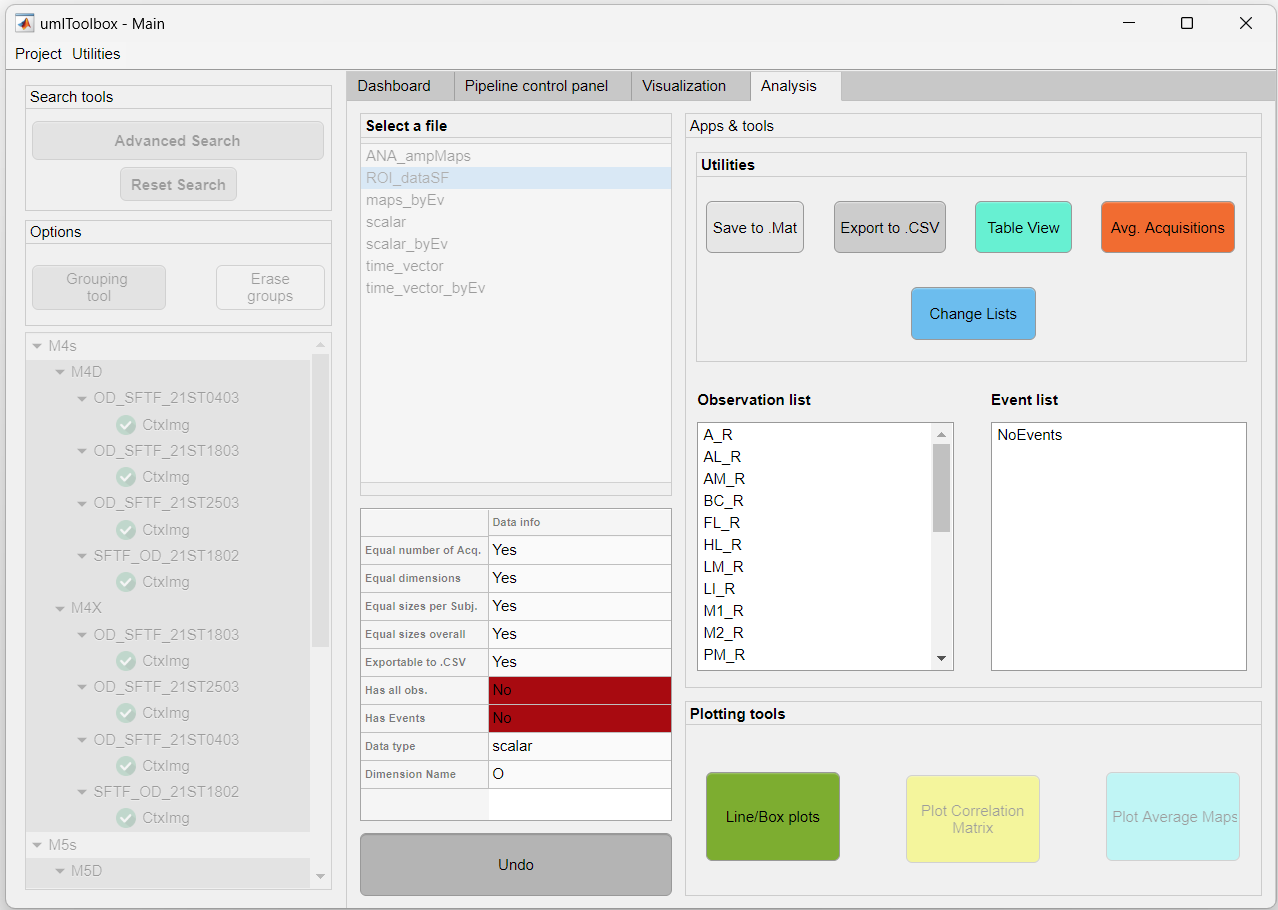 umIToolbox - Main
Project Utilities
Search tools
Advanced Search
Reset Search
Options
Grouping
tool
Erase
groups
M4s
M4D
OD_SFTF_21ST0403
CtxImg
OD_SFTF_21ST1803
CtxImg
OD_SFTF_21ST2503
CtxImg
SFTF_OD_21ST1802
CtxImg
M4X
OD_SFTF_21ST1803
CtxImg
OD_SFTF_21ST2503
CtxImg
OD_SFTF_21ST0403
CtxImg
SFTF_OD_21ST1802
CtxImg
M5s
M5D
Dashboard Pipeline control panel Visualization Analysis
Select a file
ANA_ampMaps
ROI_dataSF
maps_byEv
scalar
scalar_byEv
time_vector
time_vector_byEv
Data info
Equal number of Acq. Yes
Equal dimensions Yes
Equal sizes per Subj. Yes
Equal sizes overall Yes
Exportable to .CSV Yes
Has all obs. No
Has Events No
Data type scalar
Dimension Name O
Undo
Apps & tools
Utilities
Save to .Mat
Export to .CSV
Table View
Avg. Acquisitions
Change Lists
Observation list
A_R
AL_R
AM_R
BC_R
FL_R
HL_R
LM_R
LI_R
M1_R
M2_R
PM_R
Event list
NoEvents
Plotting tools
Line/Box plots
Plot Correlation
Matrix
Plot Average Maps